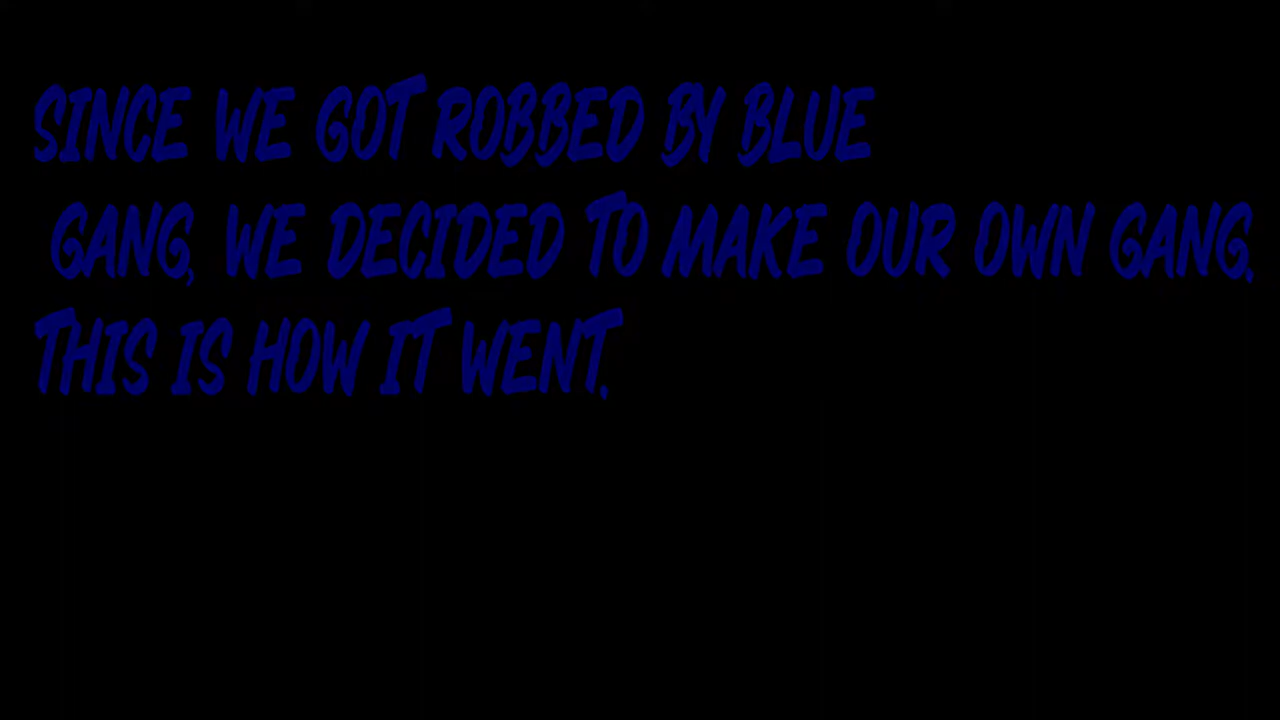 SINCE WE GOT ROBBED BY BLUE
GANG, WE DECIDED TO MAKE OUR OWN GANG.
THIS IS HOW IT WENT.